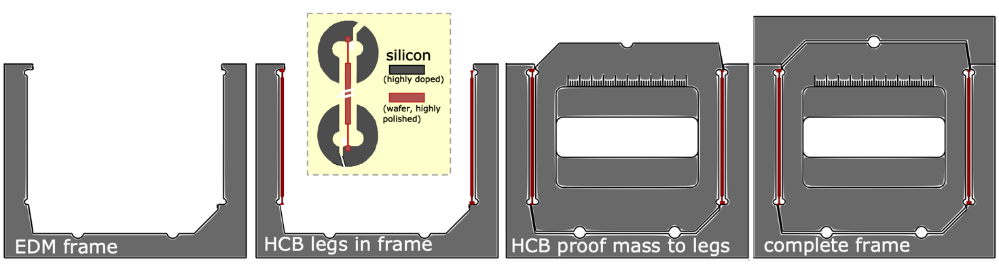 silicon
(highly doped)
(wafer, highly
polished)
EDM frame
HCB legs in frame
HCB proof mass to legs
complete frame